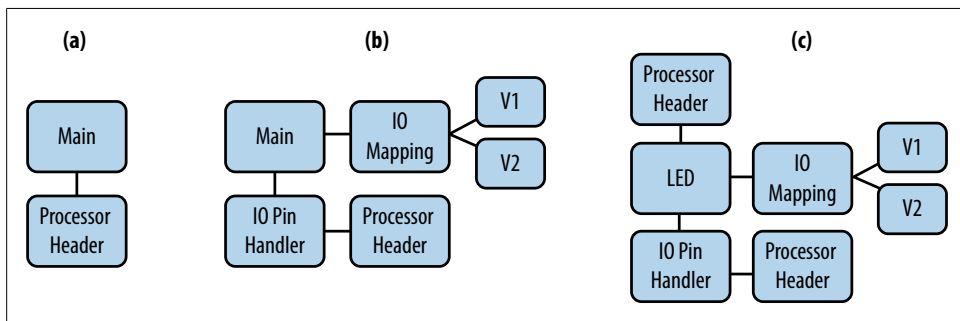 (a)
Main
Processor
Header
(b)
Main
IO
Mapping
V1
V2
IO Pin
Handler
Processor
Header
(c)
Processor
Header
LED
IO
Mapping
V1
V2
IO Pin
Handler
Processor
Header